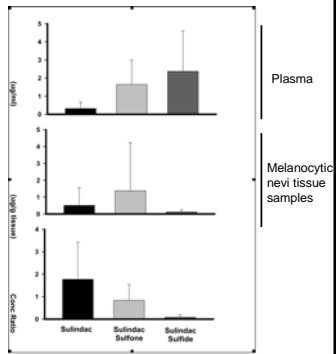 5
4
3
2
1
0
(ug/ml)
Plasma
5
4
3
2
1
0
(ug/g tissue)
Melanocytic
nevi tissue
samples
4
3
2
1
0
Conc Ratio
Sulindac Sulindac Sulindac
Sulfone Sulfide